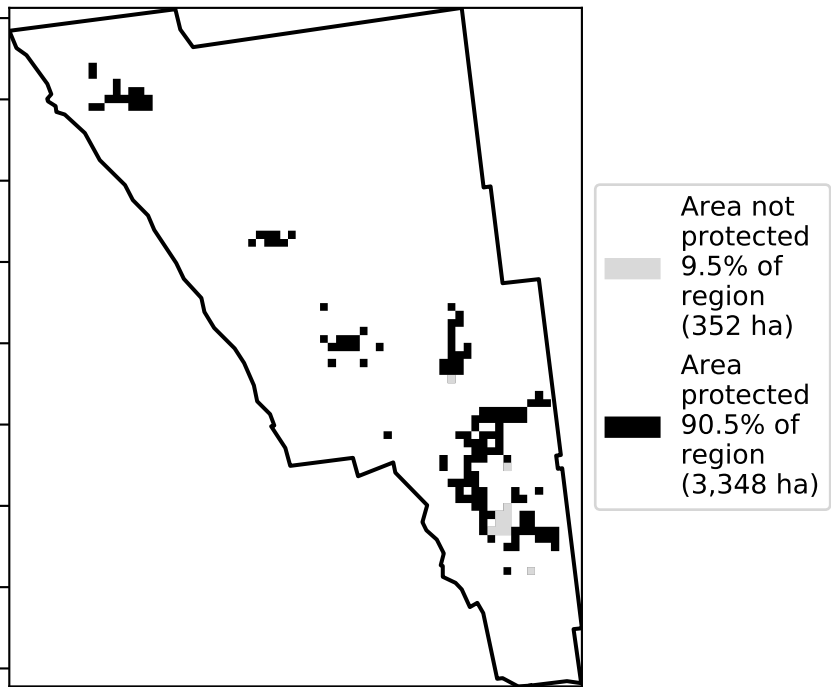 Area not
protected
9.5% of
region
(352 ha)
Area
protected
90.5% of
region
(3,348 ha)